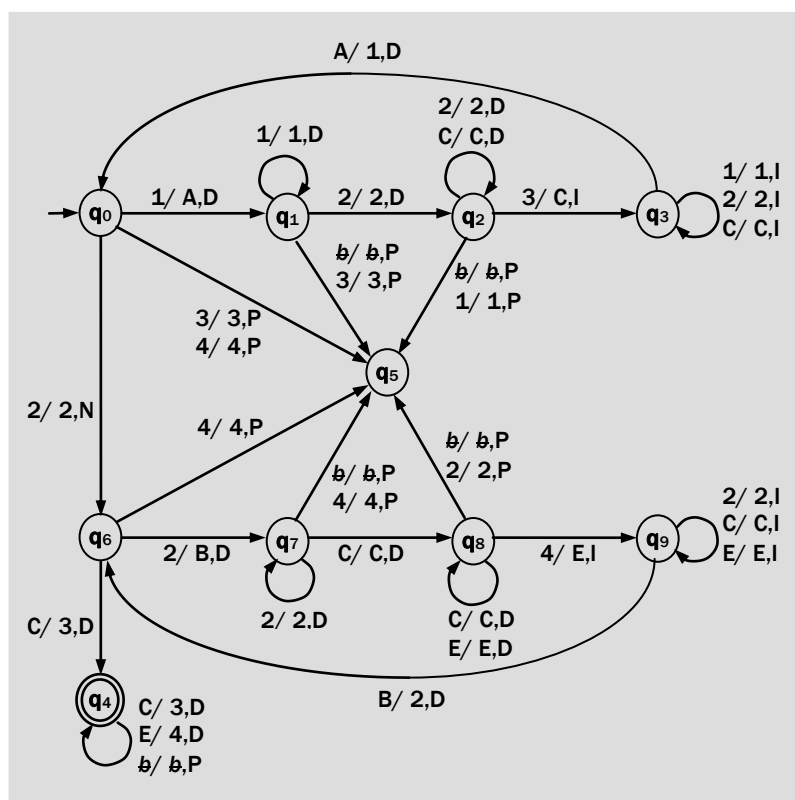 A/ 1,D
1/ 1,D
2/ 2,D
C/ C,D
1/ 1,I
2/ 2,I
C/ C,I
q0
1/ A,D
q1
2/ 2,D
q2
3/ C,I
q3
ƀ/ ƀ,P
3/ 3,P
ƀ/ ƀ,P
1/ 1,P
3/ 3,P
4/ 4,P
q5
2/ 2,N
4/ 4,P
ƀ/ ƀ,P
4/ 4,P
ƀ/ ƀ,P
2/ 2,P
2/ 2,I
C/ C,I
E/ E,I
q6
2/ B,D
q7
C/ C,D
q8
4/ E,I
q9
2/ 2,D
C/ C,D
E/ E,D
C/ 3,D
B/ 2,D
q4
C/ 3,D
E/ 4,D
ƀ/ ƀ,P